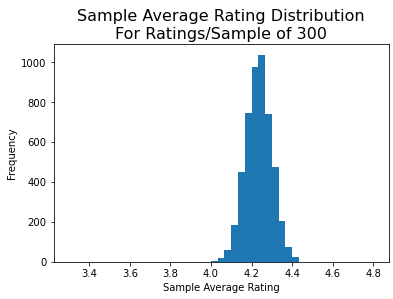 Sample Average Rating Distribution
For Ratings/Sample of 300
1000
800
600
400
200
0
Frequency
3.4 3.6 3.8 4.0 4.2 4.4 4.6 4.8
Sample Average Rating